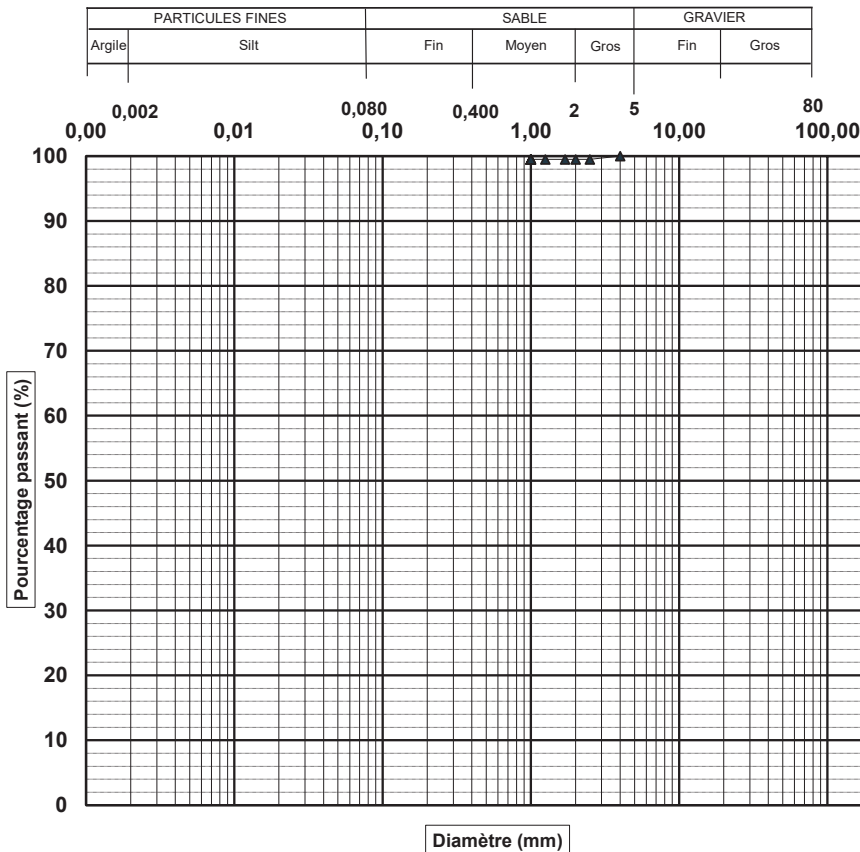 PARTICULES FINES SABLE GRAVIER
Argile Silt Fin Moyen Gros Fin Gros
0,002 0,080 0,400 2 5 80
0,00 0,01 0,10 1,00 10,00 100,00
100
90
80
70
60
50
40
30
20
10
0
Pourcentage passant (%)
Diamètre (mm)